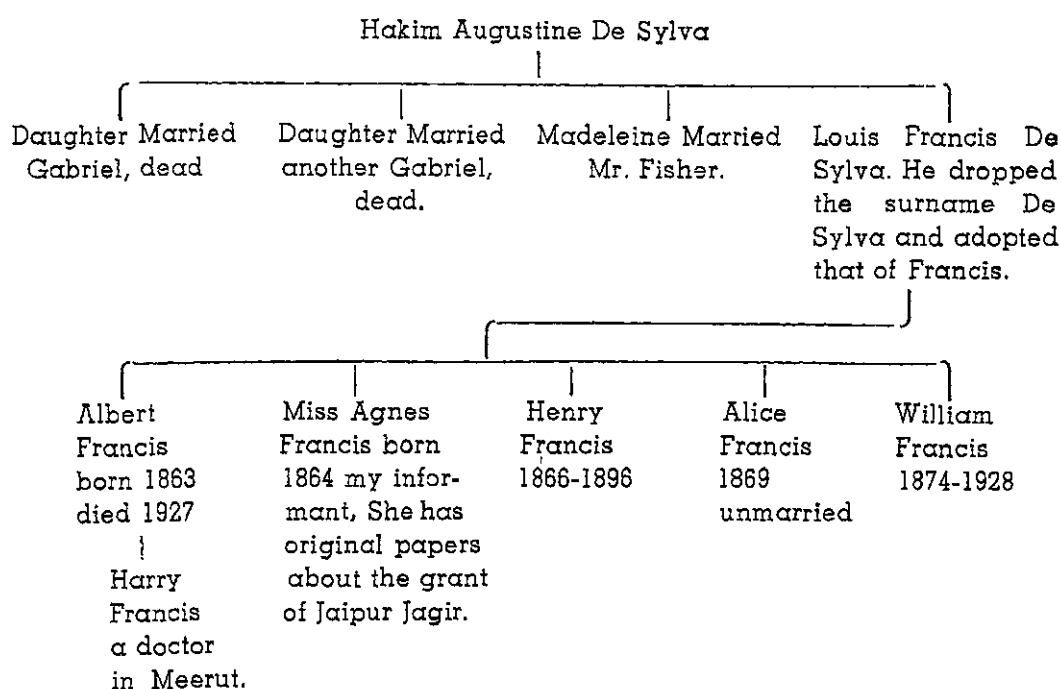 Hakim Augustine De Sylva
Daughter Married
Gabriel, dead
Daughter Married
another Gabriel,
dead.
Madeleine Married
Mr. Fisher.
Louis Francis De
Sylva. He dropped
the surname De
Sylva and adopted
that of Francis.
Albert
Francis
born 1863
died 1927
Harry
Francis
a doctor
in Meerut.
Miss Agnes
Francis born
1864 my infor-
mant, She has
original papers
about the grant
of Jaipur Jagir.
Henry
Francis
1866-1896
Alice
Francis
1869
unmarried
William
Francis
1874-1928